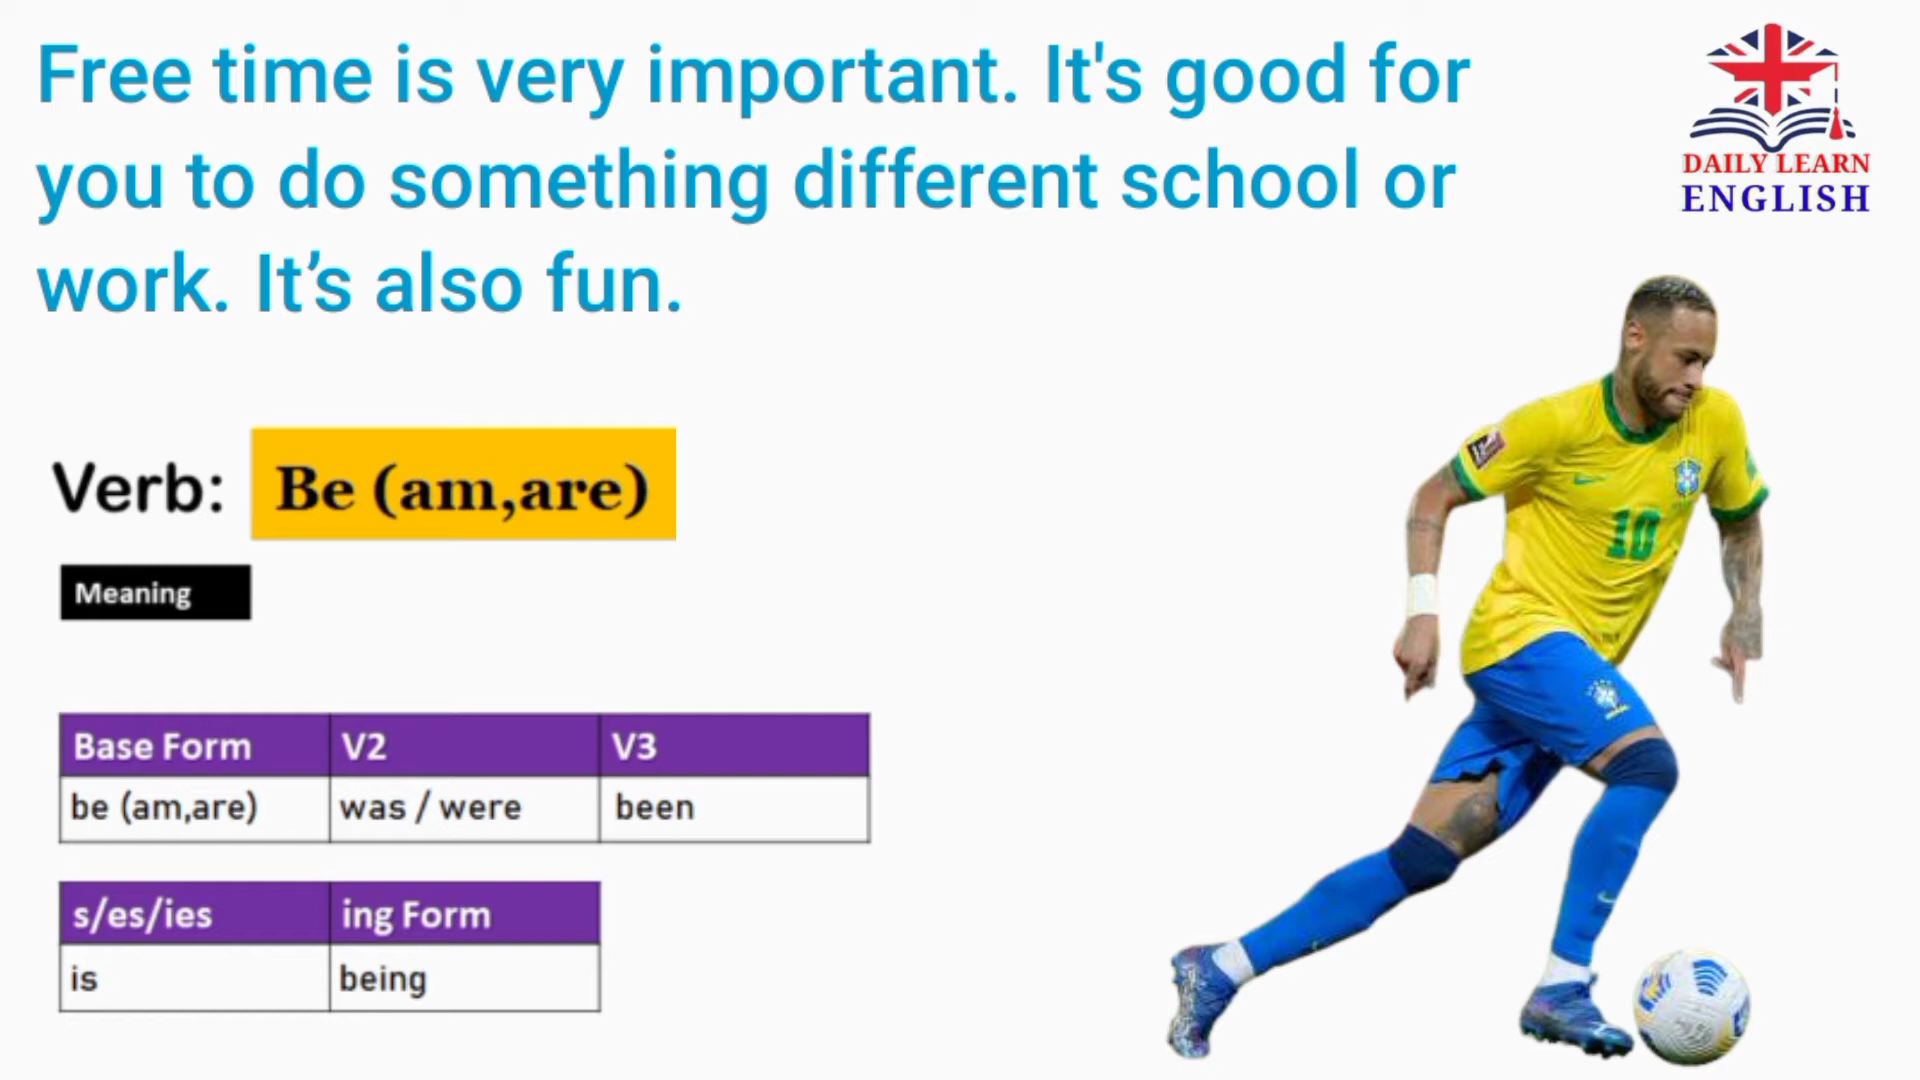 Free time is very important. It's good for
you to do something different school or
work. It’s also fun.
DAILY LEARN
ENGLISH
Verb: Be (am,are)
Meaning
Base Form V2 V3
be (am,are) was / were been
s/es/ies ing Form
is being
10